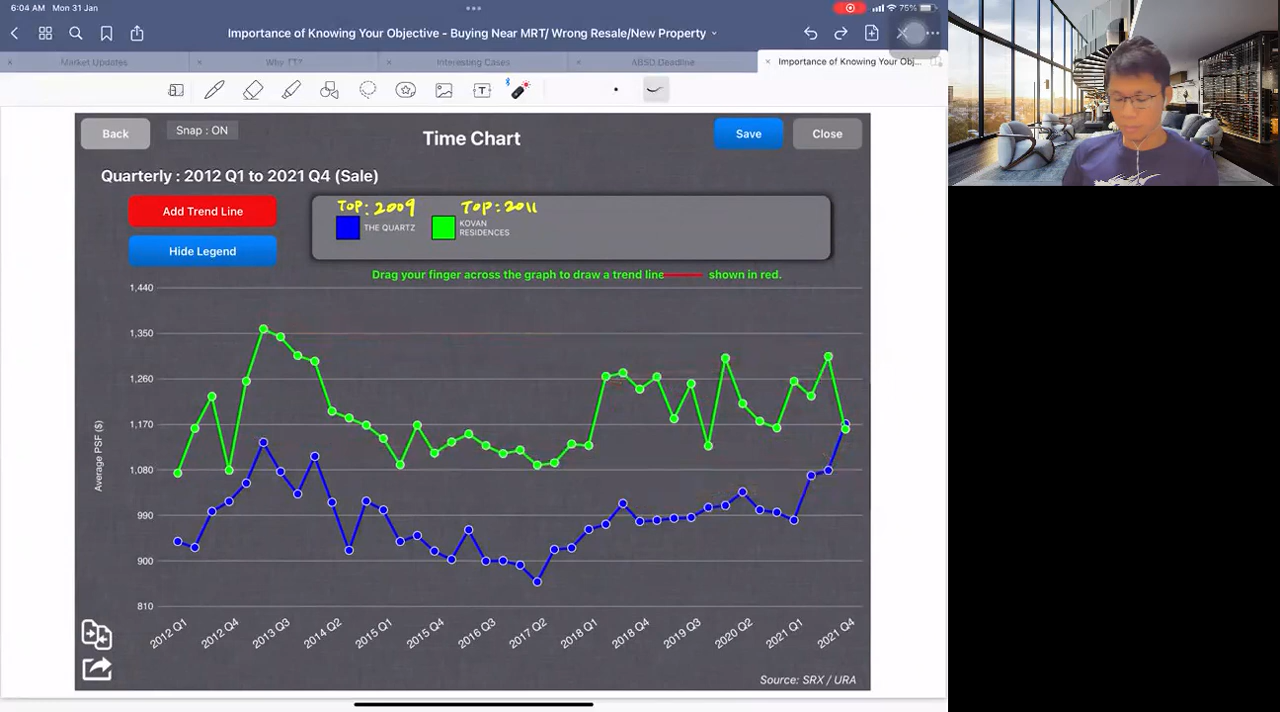 6:04 AM Mon 31 Jan
75%
Importance of Knowing Your Objective - Buying Near MRT/ Wrong Resale/New Property
Market Updates
Why
Interesting Cases
ABSD Deadline
Importance of Knowing Your Obj...
Back
Snap : ON
Time Chart
Save
Close
Quarterly : 2012 Q1 to 2021 Q4 (Sale)
Add Trend Line
Hide Legend
TOP: 2009
TOP: 2011
THE QUARTZ
KOVAN
RESIDENCES
Drag your finger across the graph to draw a trend line shown in red.
1,440
1,350
1,260
1,170
1,080
990
900
810
Average PSF ($)
2012 Q1
2012 Q4
2013 Q3
2014 Q2
2015 Q1
2015 Q4
2016 Q3
2017 Q2
2018 Q1
2018 Q4
2019 Q3
2020 Q2
2021 Q1
2021 Q4
Source: SRX / URA